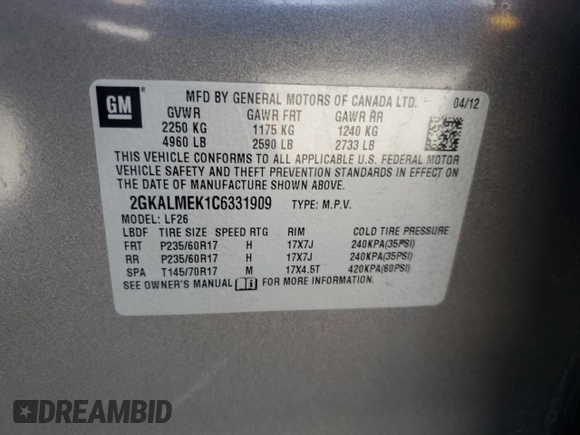 GM
MFD BY GENERAL MOTORS OF CANADA LTD. 04/12
GVWR GAWR FRT GAWR RR
2250 KG 1175 KG 1240 KG
4960 LB 2590 LB 2733 LB
THIS VEHICLE CONFORMS TO ALL APPLICABLE U.S. FEDERAL MOTOR
VEHICLE SAFETY AND THEFT PREVENTION STANDARDS IN EFFECT ON
THE DATE OF MANUFACTURE SHOWN ABOVE.
2GKALMEK1C6331909 TYPE: M.P.V.
MODEL: LF26
LBDF TIRE SIZE SPEED RTG RIM COLD TIRE PRESSURE
FRT P235/60R17 H 17X7J 240KPA(35PSI)
RR P235/60R17 H 17X7J 240KPA(35PSI)
SPA T145/70R17 M 17X4.5T 420KPA(60PSI)
SEE OWNER'S MANUAL FOR MORE INFORMATION.
DREAMBID